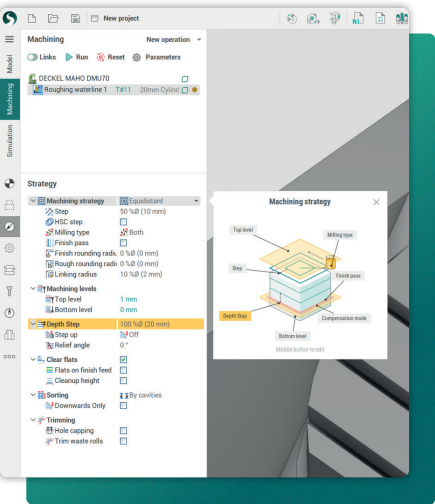 New project
Machining
New operation
Links Run Reset Parameters
DECKEL MAHO DMU70
Roughing waterline 1 T#11 20mm Cylind
Model
Machining
Simulation
Strategy
Machining strategy Equidistant
Step 50 %Ø (10 mm)
HSC step
Milling type Both
Finish pass
Finish rounding radiu 0 %Ø (0 mm)
Rough rounding radiu 0 %Ø (0 mm)
Linking radius 10 %Ø (2 mm)
Machining levels
Top level 1 mm
Bottom level 0 mm
Depth Step 100 %Ø (20 mm)
Step up Off
Relief angle 0 °
Clear flats
Flats on finish feed
Cleanup height
Sorting By cavities
Downwards Only
Trimming
Hole capping
Trim waste rolls
Machining strategy
Top level
Milling type
Step
Finish pass
Depth Step
Compensation mode
Bottom level
Middle button to edit